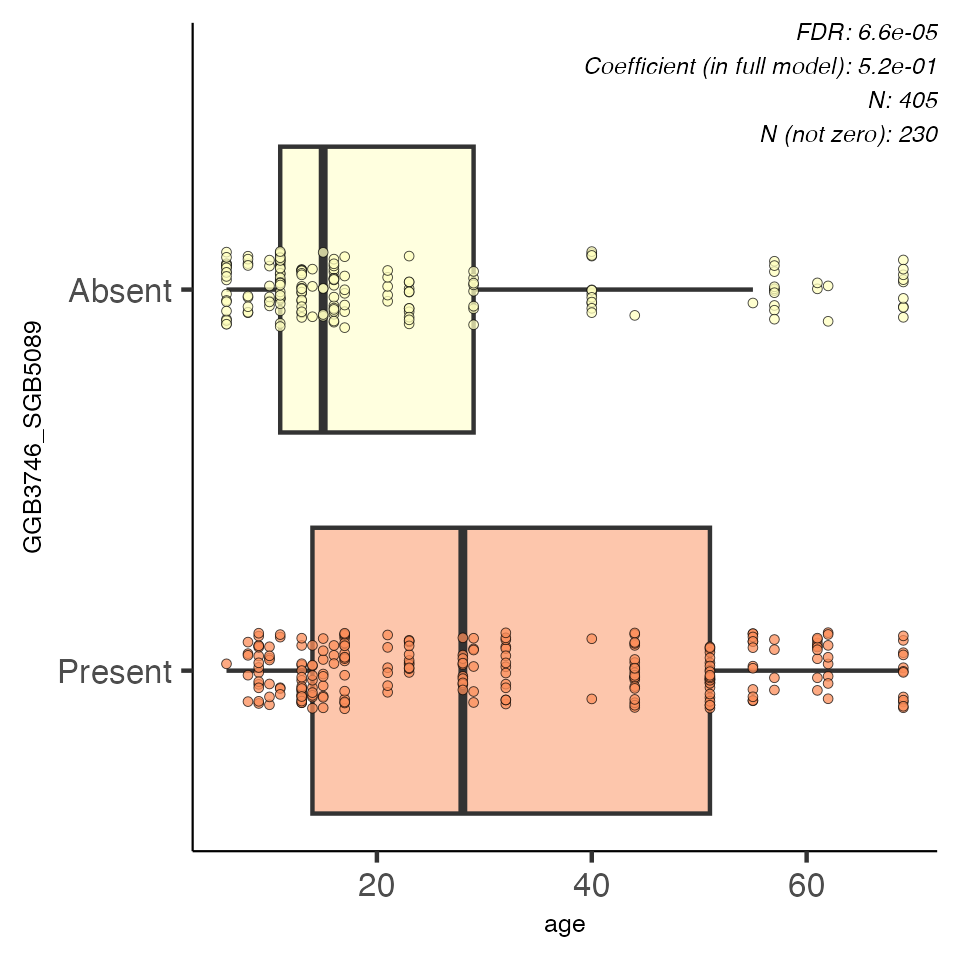 FDR: 6.6e-05
Coefficient (in full model): 5.2e-01
N: 405
N (not zero): 230
GGB3746_SGB5089
Absent
Present
20
40
60
age